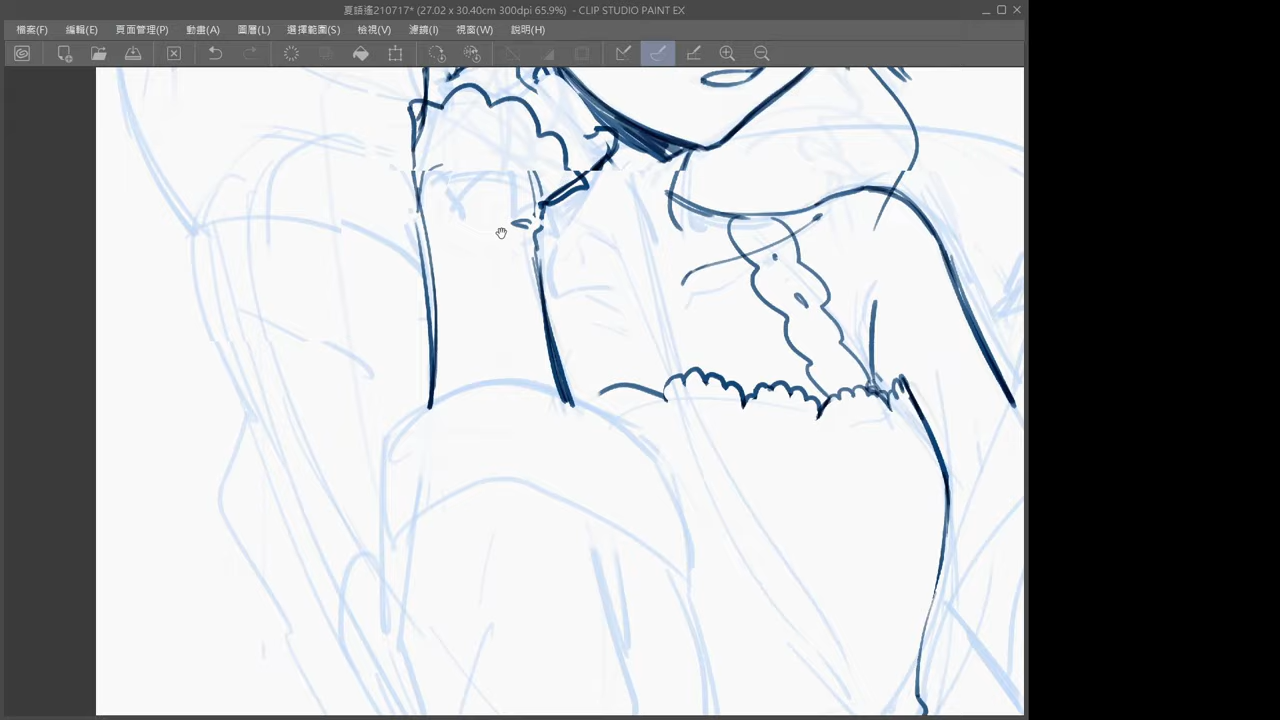 夏語遙210717* (27.02 x 30.40cm 300dpi 65.9%) - CLIP STUDIO PAINT EX
檔案(F) 編輯(E) 頁面管理(P) 動畫(A) 圖層(L) 選擇範圍(S) 檢視(V) 濾鏡(I) 視窗(W) 說明(H)